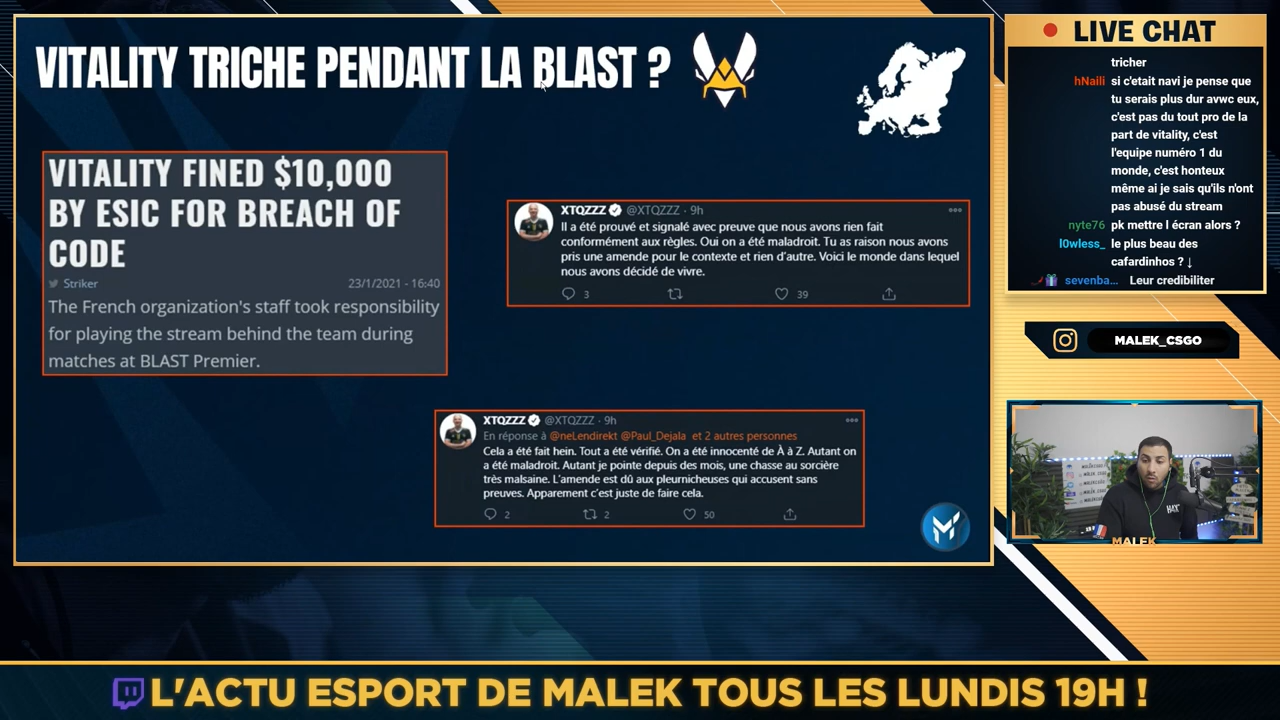 VITALITY TRICHE PENDANT LA BLAST ?
VITALITY FINED $10,000
BY ESIC FOR BREACH OF
CODE
Striker 23/1/2021 - 16:40
The French organization's staff took responsibility
for playing the stream behind the team during
matches at BLAST Premier.
XTQZZZ @XTQZZZ · 9h
Il a été prouvé et signalé avec preuve que nous avons rien fait
conformément aux règles. Oui on a été maladroit. Tu as raison nous avons
pris une amende pour le contexte et rien d'autre. Voici le monde dans lequel
nous avons décidé de vivre.
3 39
XTQZZZ @XTQZZZ · 9h
En réponse à @neLendirekt @Paul_Dejala et 2 autres personnes
Cela a été fait hein. Tout a été vérifié. On a été innocenté de À à Z. Autant on
a été maladroit. Autant je pointe depuis des mois, une chasse au sorcière
très malsaine. L'amende est dû aux pleurnicheuses qui accusent sans
preuves. Apparement c'est juste de faire cela.
2 2 50
LIVE CHAT
tricher
hNaili si c'etait navi je pense que
tu serais plus dur avwc eux,
c'est pas du tout pro de la
part de vitality, c'est
l'equipe numéro 1 du
monde, c'est honteux
même ai je sais qu'ils n'ont
pas abusé du stream
nyte76 pk mettre l écran alors ?
l0wless_ le plus beau des
cafardinhos ? ↓
sevenba... Leur credibiliter
MALEK_CSGO
MALEK
L'ACTU ESPORT DE MALEK TOUS LES LUNDIS 19H !